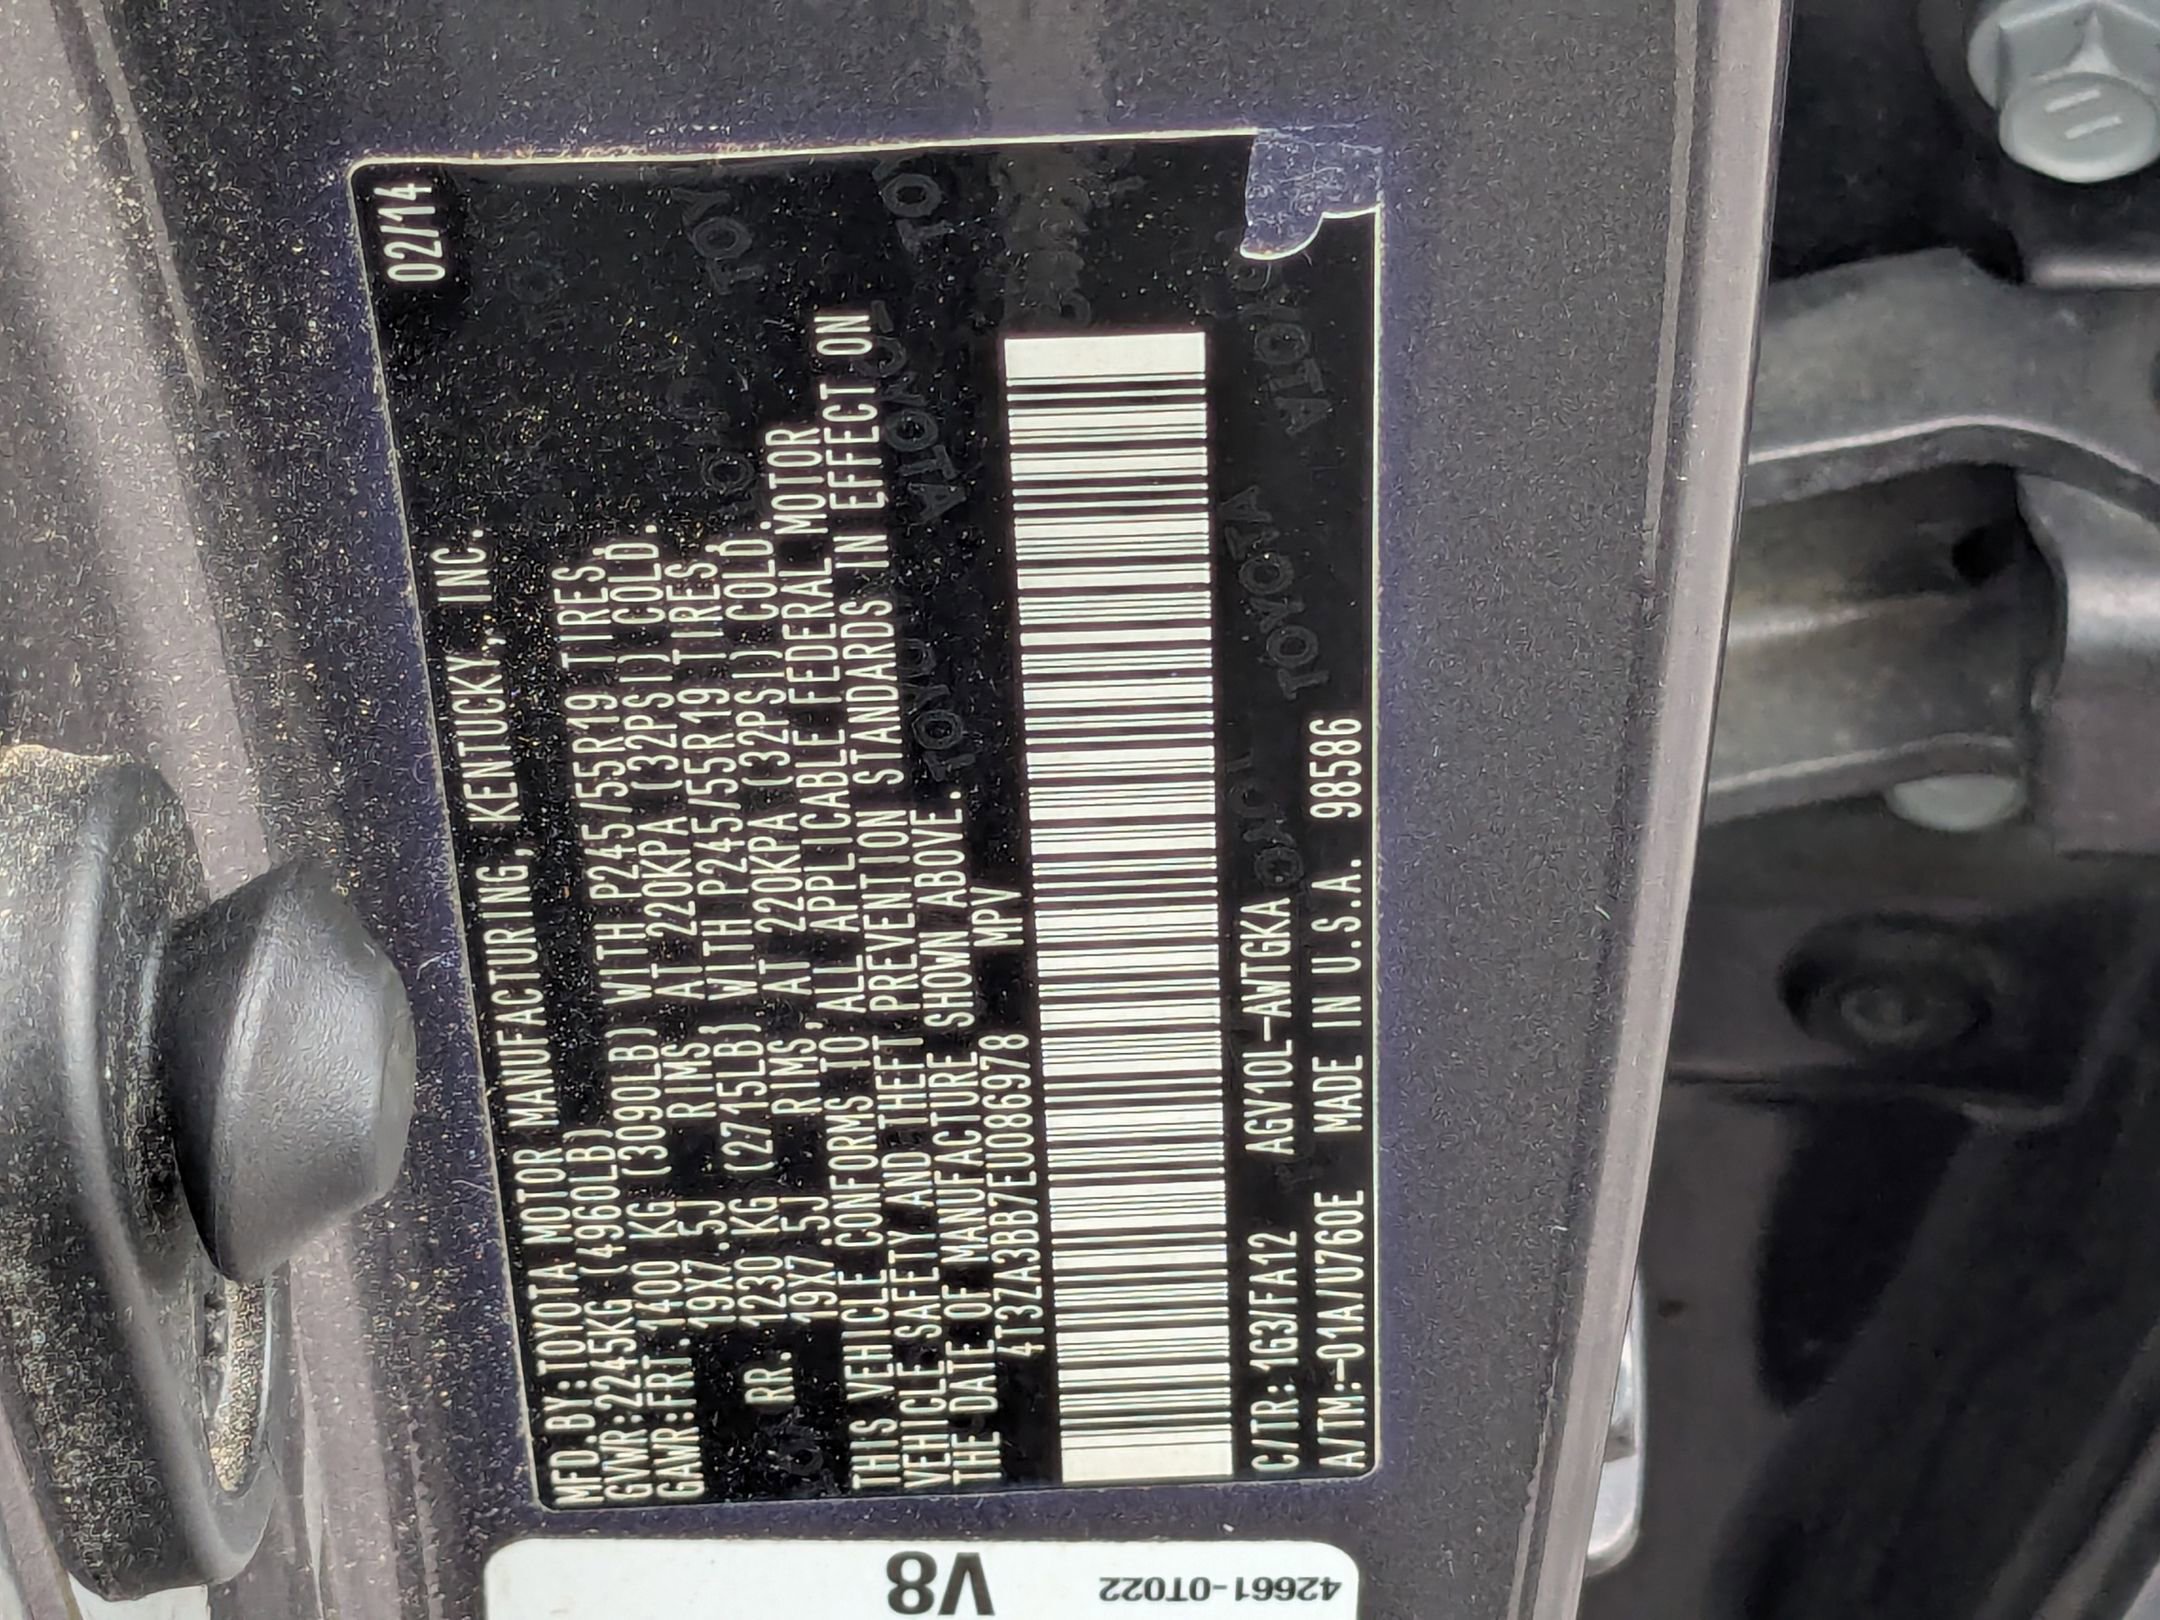 02/14
MFD.BY:TOYOTA MOTOR MANUFACTURING, KENTUCKY, INC.
GVWR:2245KG (4960LB)
GAWR:FRT.1400 KG (3090LB) WITH P245/55R19 TIRES,
19X7.5J RIMS, AT 220KPA (32PSI) COLD.
RR. 1230 KG (2715LB) WITH P245/55R19 TIRES,
19X7.5J RIMS, AT 220KPA (32PSI) COLD.
THIS VEHICLE CONFORMS TO ALL APPLICABLE FEDERAL MOTOR
VEHICLE SAFETY AND THEFT PREVENTION STANDARDS IN EFFECT ON
THE DATE OF MANUFACTURE SHOWN ABOVE.
4T3ZA3BB7EU086978 MPV
C/TR:1G3/FA12 AGV10L-AWTGKA
A/TM:-01A/U760E MADE IN U.S.A. 98586
V8
42661-0T022
TOYOTA
TOYOTA
TOYOTA